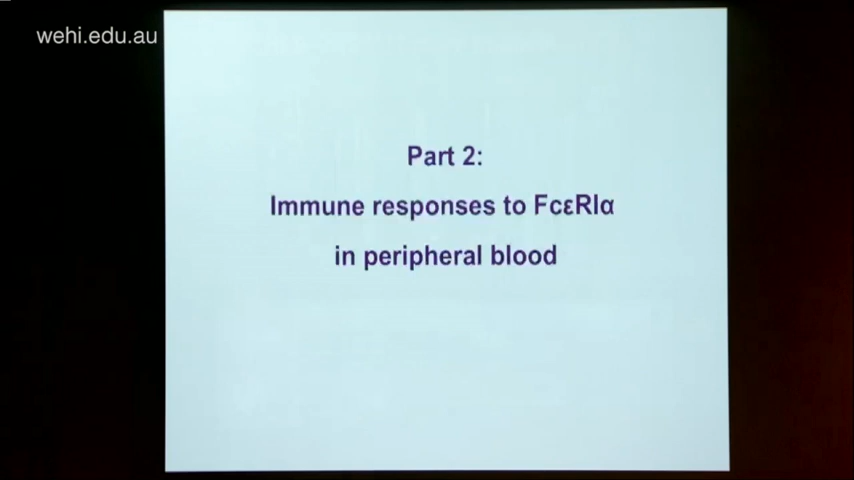 wehi.edu.au
Part 2:
Immune responses to FcεRIα
in peripheral blood